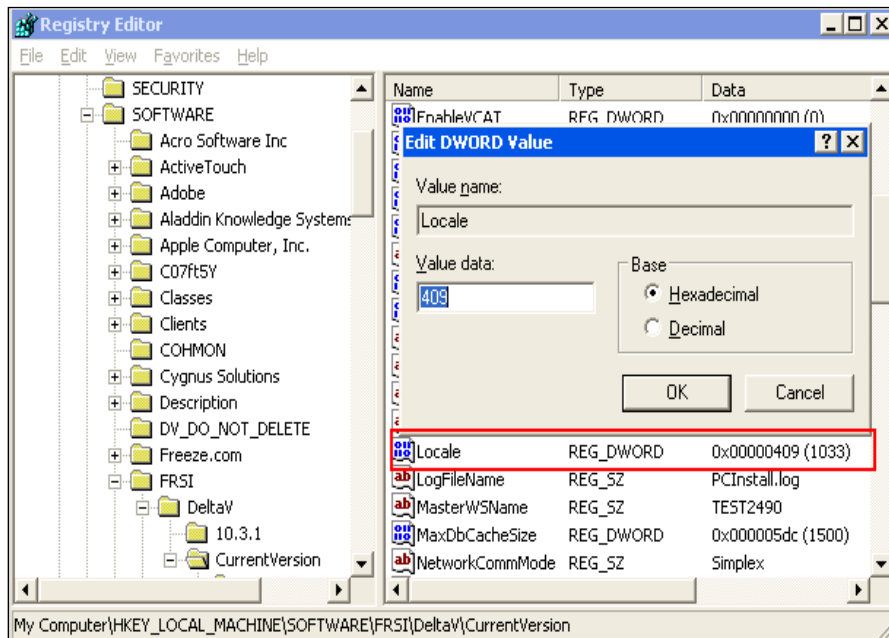 Registry Editor
File Edit View Favorites Help
SECURITY
SOFTWARE
Acro Software Inc
ActiveTouch
Adobe
Aladdin Knowledge Systems
Apple Computer, Inc.
C07ft5Y
Classes
Clients
COHMON
Cygnus Solutions
Description
DV_DO_NOT_DELETE
Freeze.com
FRSI
DeltaV
10.3.1
CurrentVersion
Name Type Data
EnableVCAT REG_DWORD 0x00000000 (0)
Edit DWORD Value
Value name:
Locale
Value data:
409
Base
Hexadecimal
Decimal
OK Cancel
Locale REG_DWORD 0x00000409 (1033)
LogFileName REG_SZ PCInstall.log
MasterWSName REG_SZ TEST2490
MaxDbCacheSize REG_DWORD 0x000005dc (1500)
NetworkCommMode REG_SZ Simplex
My Computer\HKEY_LOCAL_MACHINE\SOFTWARE\FRSI\DeltaV\CurrentVersion